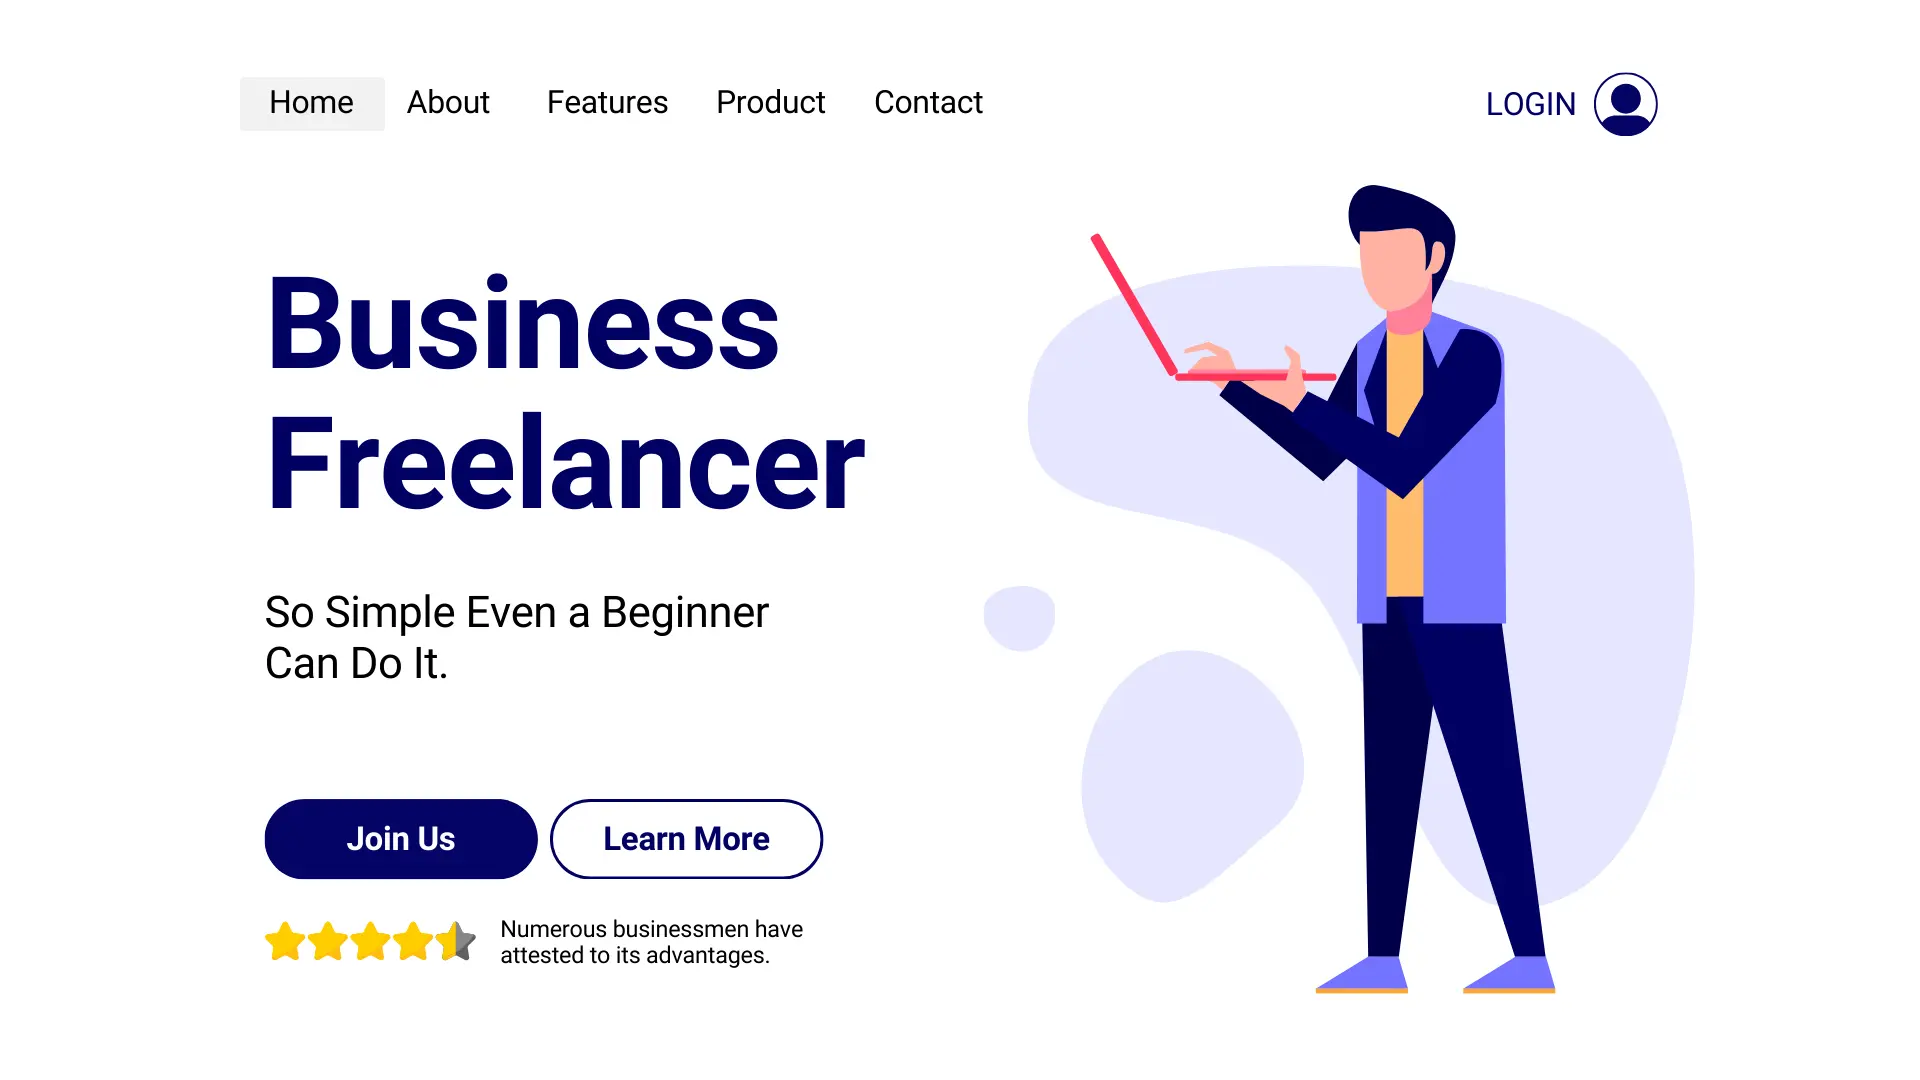 Home About Features Product Contact LOGIN
Business
Freelancer
So Simple Even a Beginner
Can Do It.
Join Us Learn More
Numerous businessmen have
attested to its advantages.